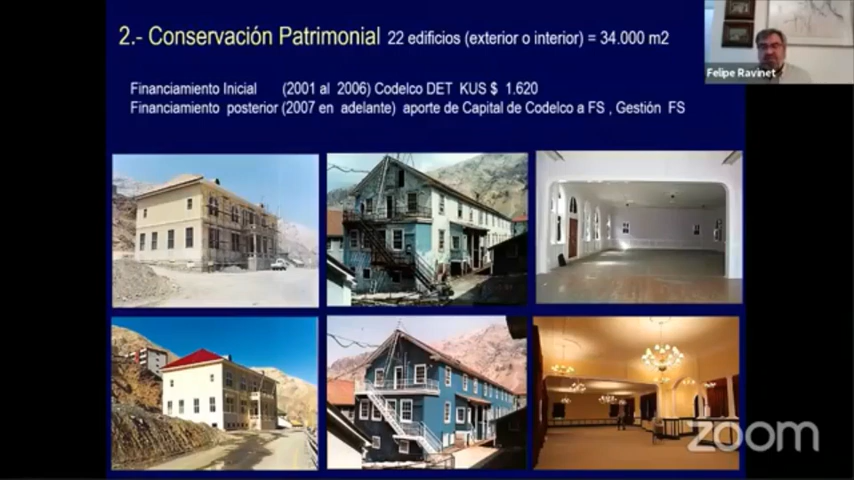 2.- Conservación Patrimonial 22 edificios (exterior o interior) = 34.000 m2
Financiamiento Inicial (2001 al 2006) Codelco DET KUS $ 1.620
Financiamiento posterior (2007 en adelante) aporte de Capital de Codelco a FS , Gestión FS
Felipe Ravinet
zoom